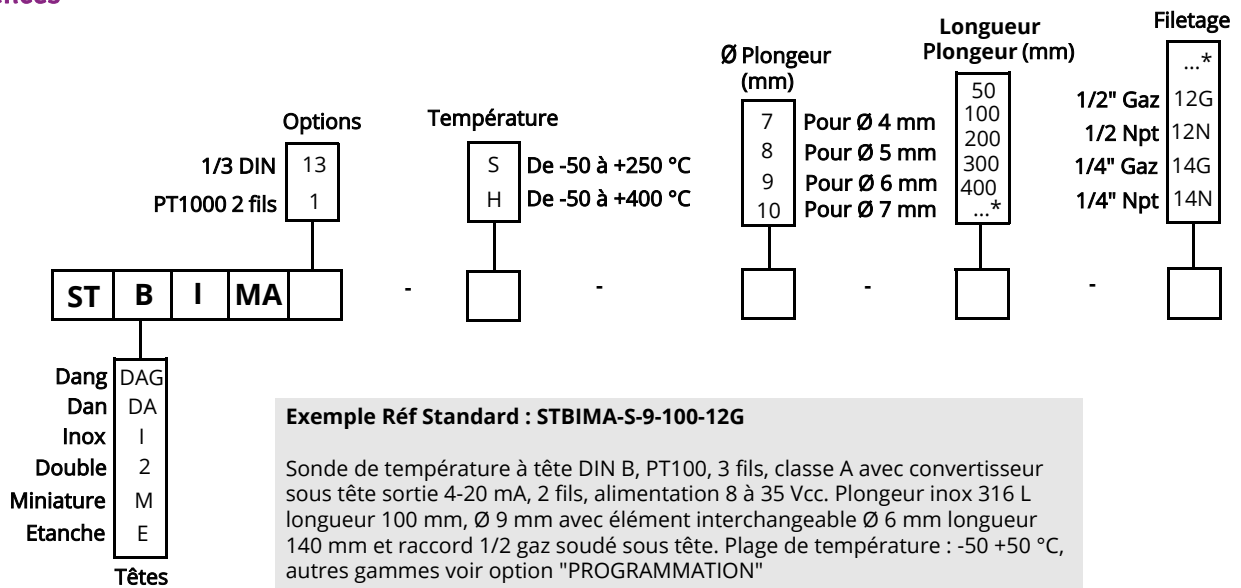 Filetage
...*
1/2" Gaz 12G
1/2 Npt 12N
1/4" Gaz 14G
1/4" Npt 14N
Longueur
Plongeur (mm)
50
100
200
300
400
...*
Ø Plongeur
(mm)
7 Pour Ø 4 mm
8 Pour Ø 5 mm
9 Pour Ø 6 mm
10 Pour Ø 7 mm
Options
1/3 DIN 13
PT1000 2 fils 1
Température
S De -50 à +250 °C
H De -50 à +400 °C
ST B I MA - - - -
Dang DAG
Dan DA
Inox I
Double 2
Miniature M
Etanche E
Têtes
Exemple Réf Standard : STBIMA-S-9-100-12G
Sonde de température à tête DIN B, PT100, 3 fils, classe A avec convertisseur
sous tête sortie 4-20 mA, 2 fils, alimentation 8 à 35 Vcc. Plongeur inox 316 L
longueur 100 mm, Ø 9 mm avec élément interchangeable Ø 6 mm longueur
140 mm et raccord 1/2 gaz soudé sous tête. Plage de température : -50 +50 °C,
autres gammes voir option "PROGRAMMATION"